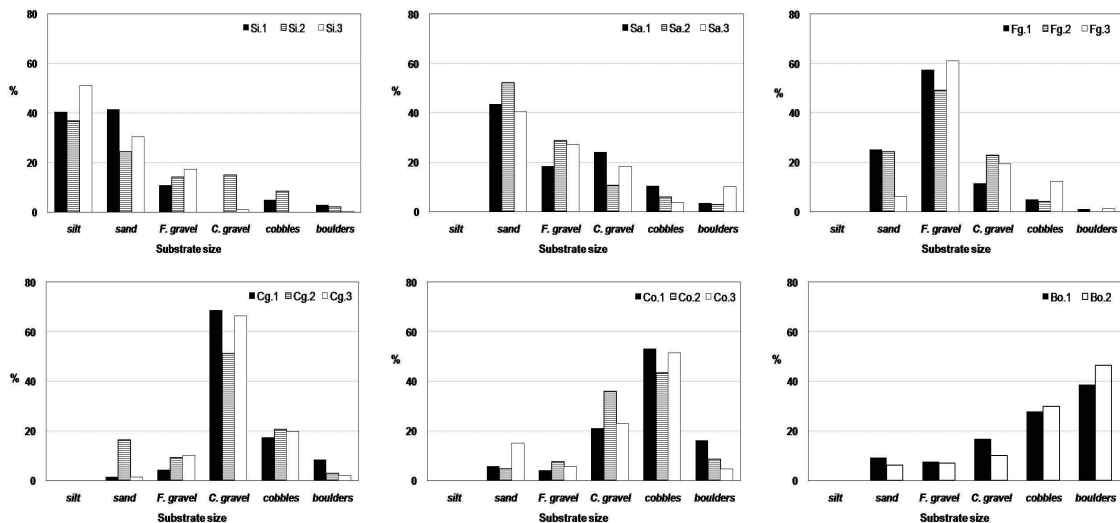 80
Si.1 Si.2 Si.3
60
%
40
20
0
silt sand F. gravel C. gravel cobbles boulders
Substrate size
80
Sa.1 Sa.2 Sa.3
60
%
40
20
0
silt sand F. gravel C. gravel cobbles boulders
Substrate size
80
Fg.1 Fg.2 Fg.3
60
%
40
20
0
silt sand F. gravel C. gravel cobbles boulders
Substrate size
80
Cg.1 Cg.2 Cg.3
60
%
40
20
0
silt sand F. gravel C. gravel cobbles boulders
Substrate size
80
Co.1 Co.2 Co.3
60
%
40
20
0
silt sand F. gravel C. gravel cobbles boulders
Substrate size
80
Bo.1 Bo.2
60
%
40
20
0
silt sand F. gravel C. gravel cobbles boulders
Substrate size